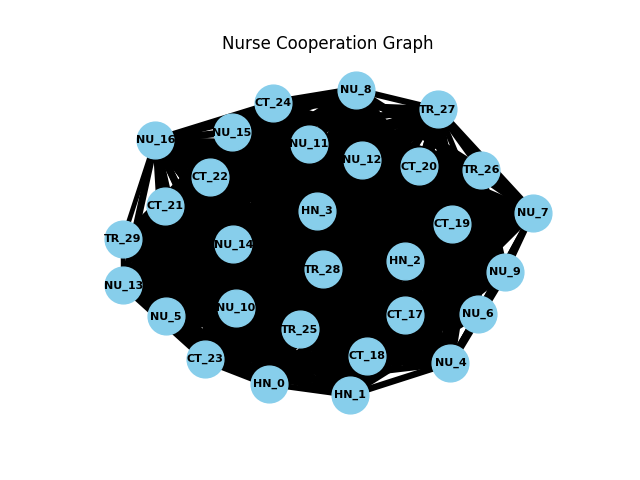 Nurse Cooperation Graph
NU_8
CT_24
TR_27
NU_15
NU_16
NU_11
NU_12
CT_20
TR_26
CT_22
CT_21
HN_3
NU_7
CT_19
TR_29
NU_14
HN_2
TR_28
NU_9
NU_13
NU_10
NU_5
CT_17
NU_6
TR_25
CT_18
CT_23
NU_4
HN_0
HN_1